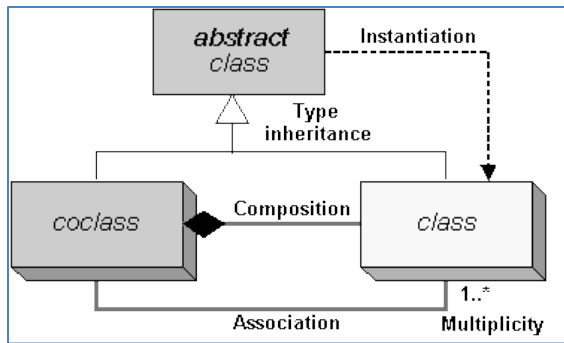 abstract
class
Instantiation
Type
inheritance
coclass
Composition
class
1..*
Association
Multiplicity